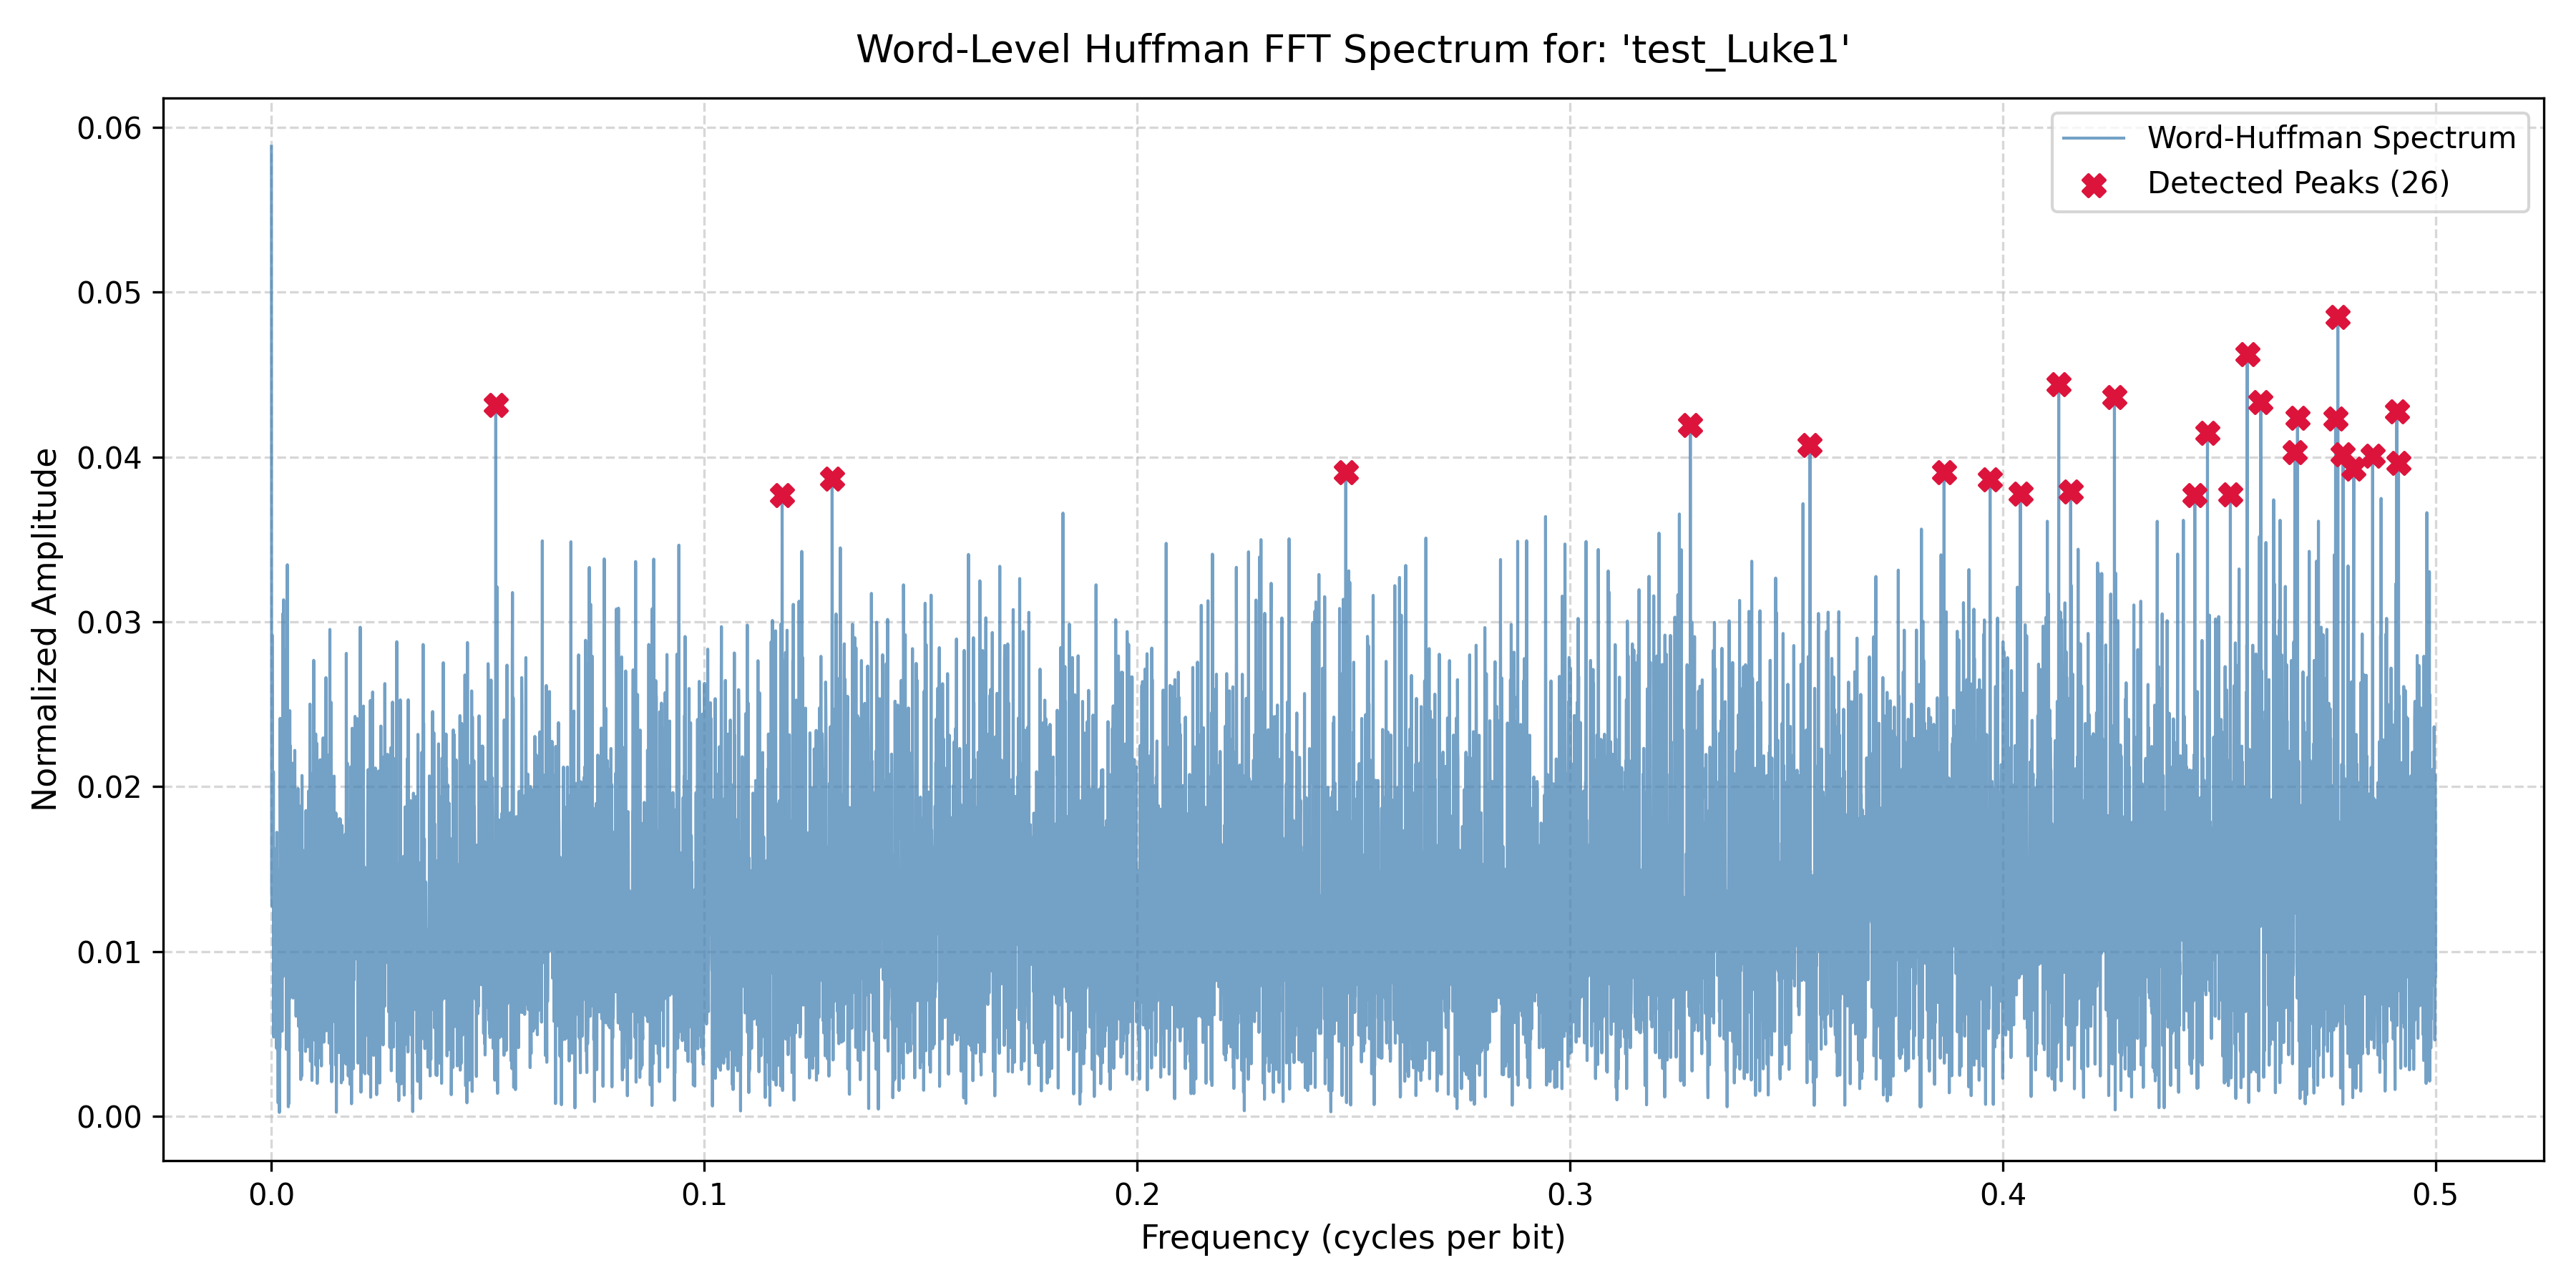 Word-Level Huffman FFT Spectrum for: 'test_Luke1'
Word-Huffman Spectrum
Detected Peaks (26)
Normalized Amplitude
0.06
0.05
0.04
0.03
0.02
0.01
0.00
0.0 0.1 0.2 0.3 0.4 0.5
Frequency (cycles per bit)